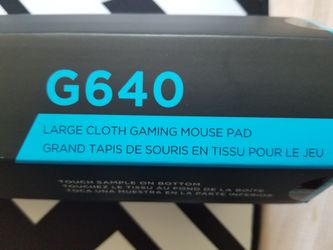 G640
LARGE CLOTH GAMING MOUSE PAD
GRAND TAPIS DE SOURIS EN TISSU POUR LE JEU
TOUCH SAMPLE ON BOTTOM
TOUCHEZ LE TISSU AU FOND DE LA BOÎTE
TOCA UNA MUESTRA EN LA PARTE INFERIOR